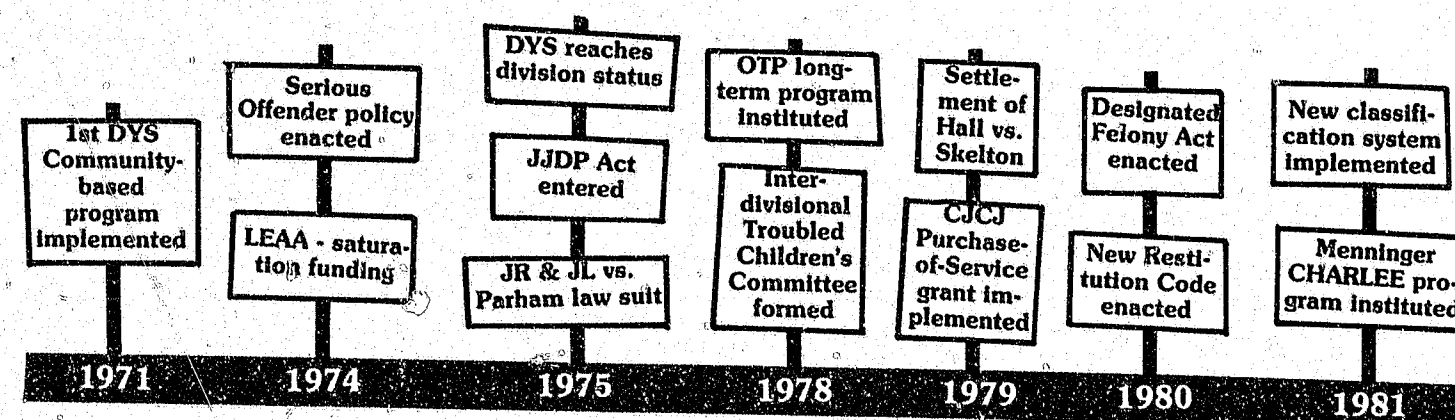 1st DYS
Community-
based
program
implemented
1971
Serious
Offender policy
enacted
LEAA - satura-
tion funding
1974
DYS reaches
division status
JJDP Act
entered
JR & JL vs.
Parham law suit
1975
OTP long-
term program
instituted
Inter-
divisional
Troubled
Children's
Committee
formed
1978
Settle-
ment of
Hall vs.
Skelton
CJCJ
Purchase-
of-Service
grant im-
plemented
1979
Designated
Felony Act
enacted
New Resti-
tution Code
enacted
1980
New classifi-
cation system
implemented
Menninger
CHARLEE pro-
gram instituted
1981